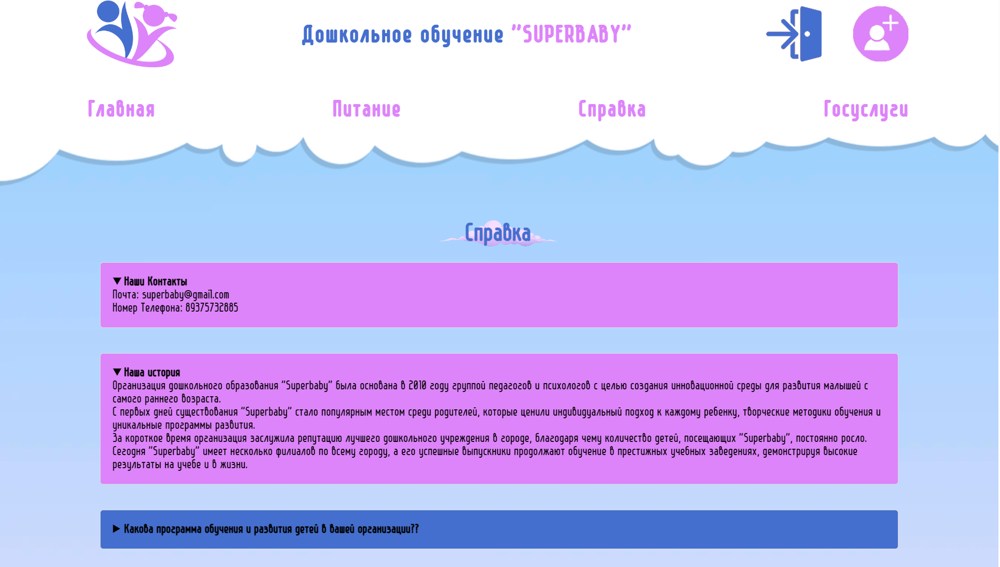 Дошкольное обучение "SUPERBABY"
Главная
Питание
Справка
Госуслуги
Справка
Наши Контакты
Почта: superbaby@gmail.com
Номер Телефона: 89375732885
Наша история
Организация дошкольного образования "Superbaby" была основана в 2010 году группой педагогов и психологов с целью создания инновационной среды для развития малышей с
самого раннего возраста.
С первых дней существования "Superbaby" стало популярным местом среди родителей, которые ценили индивидуальный подход к каждому ребенку, творческие методики обучения и
уникальные программы развития.
За короткое время организация заслужила репутацию лучшего дошкольного учреждения в городе, благодаря чему количество детей, посещающих "Superbaby", постоянно росло.
Сегодня "Superbaby" имеет несколько филиалов по всему городу, а его успешные выпускники продолжают обучение в престижных учебных заведениях, демонстрируя высокие
результаты на учебе и в жизни.
Какова программа обучения и развития детей в вашей организации??